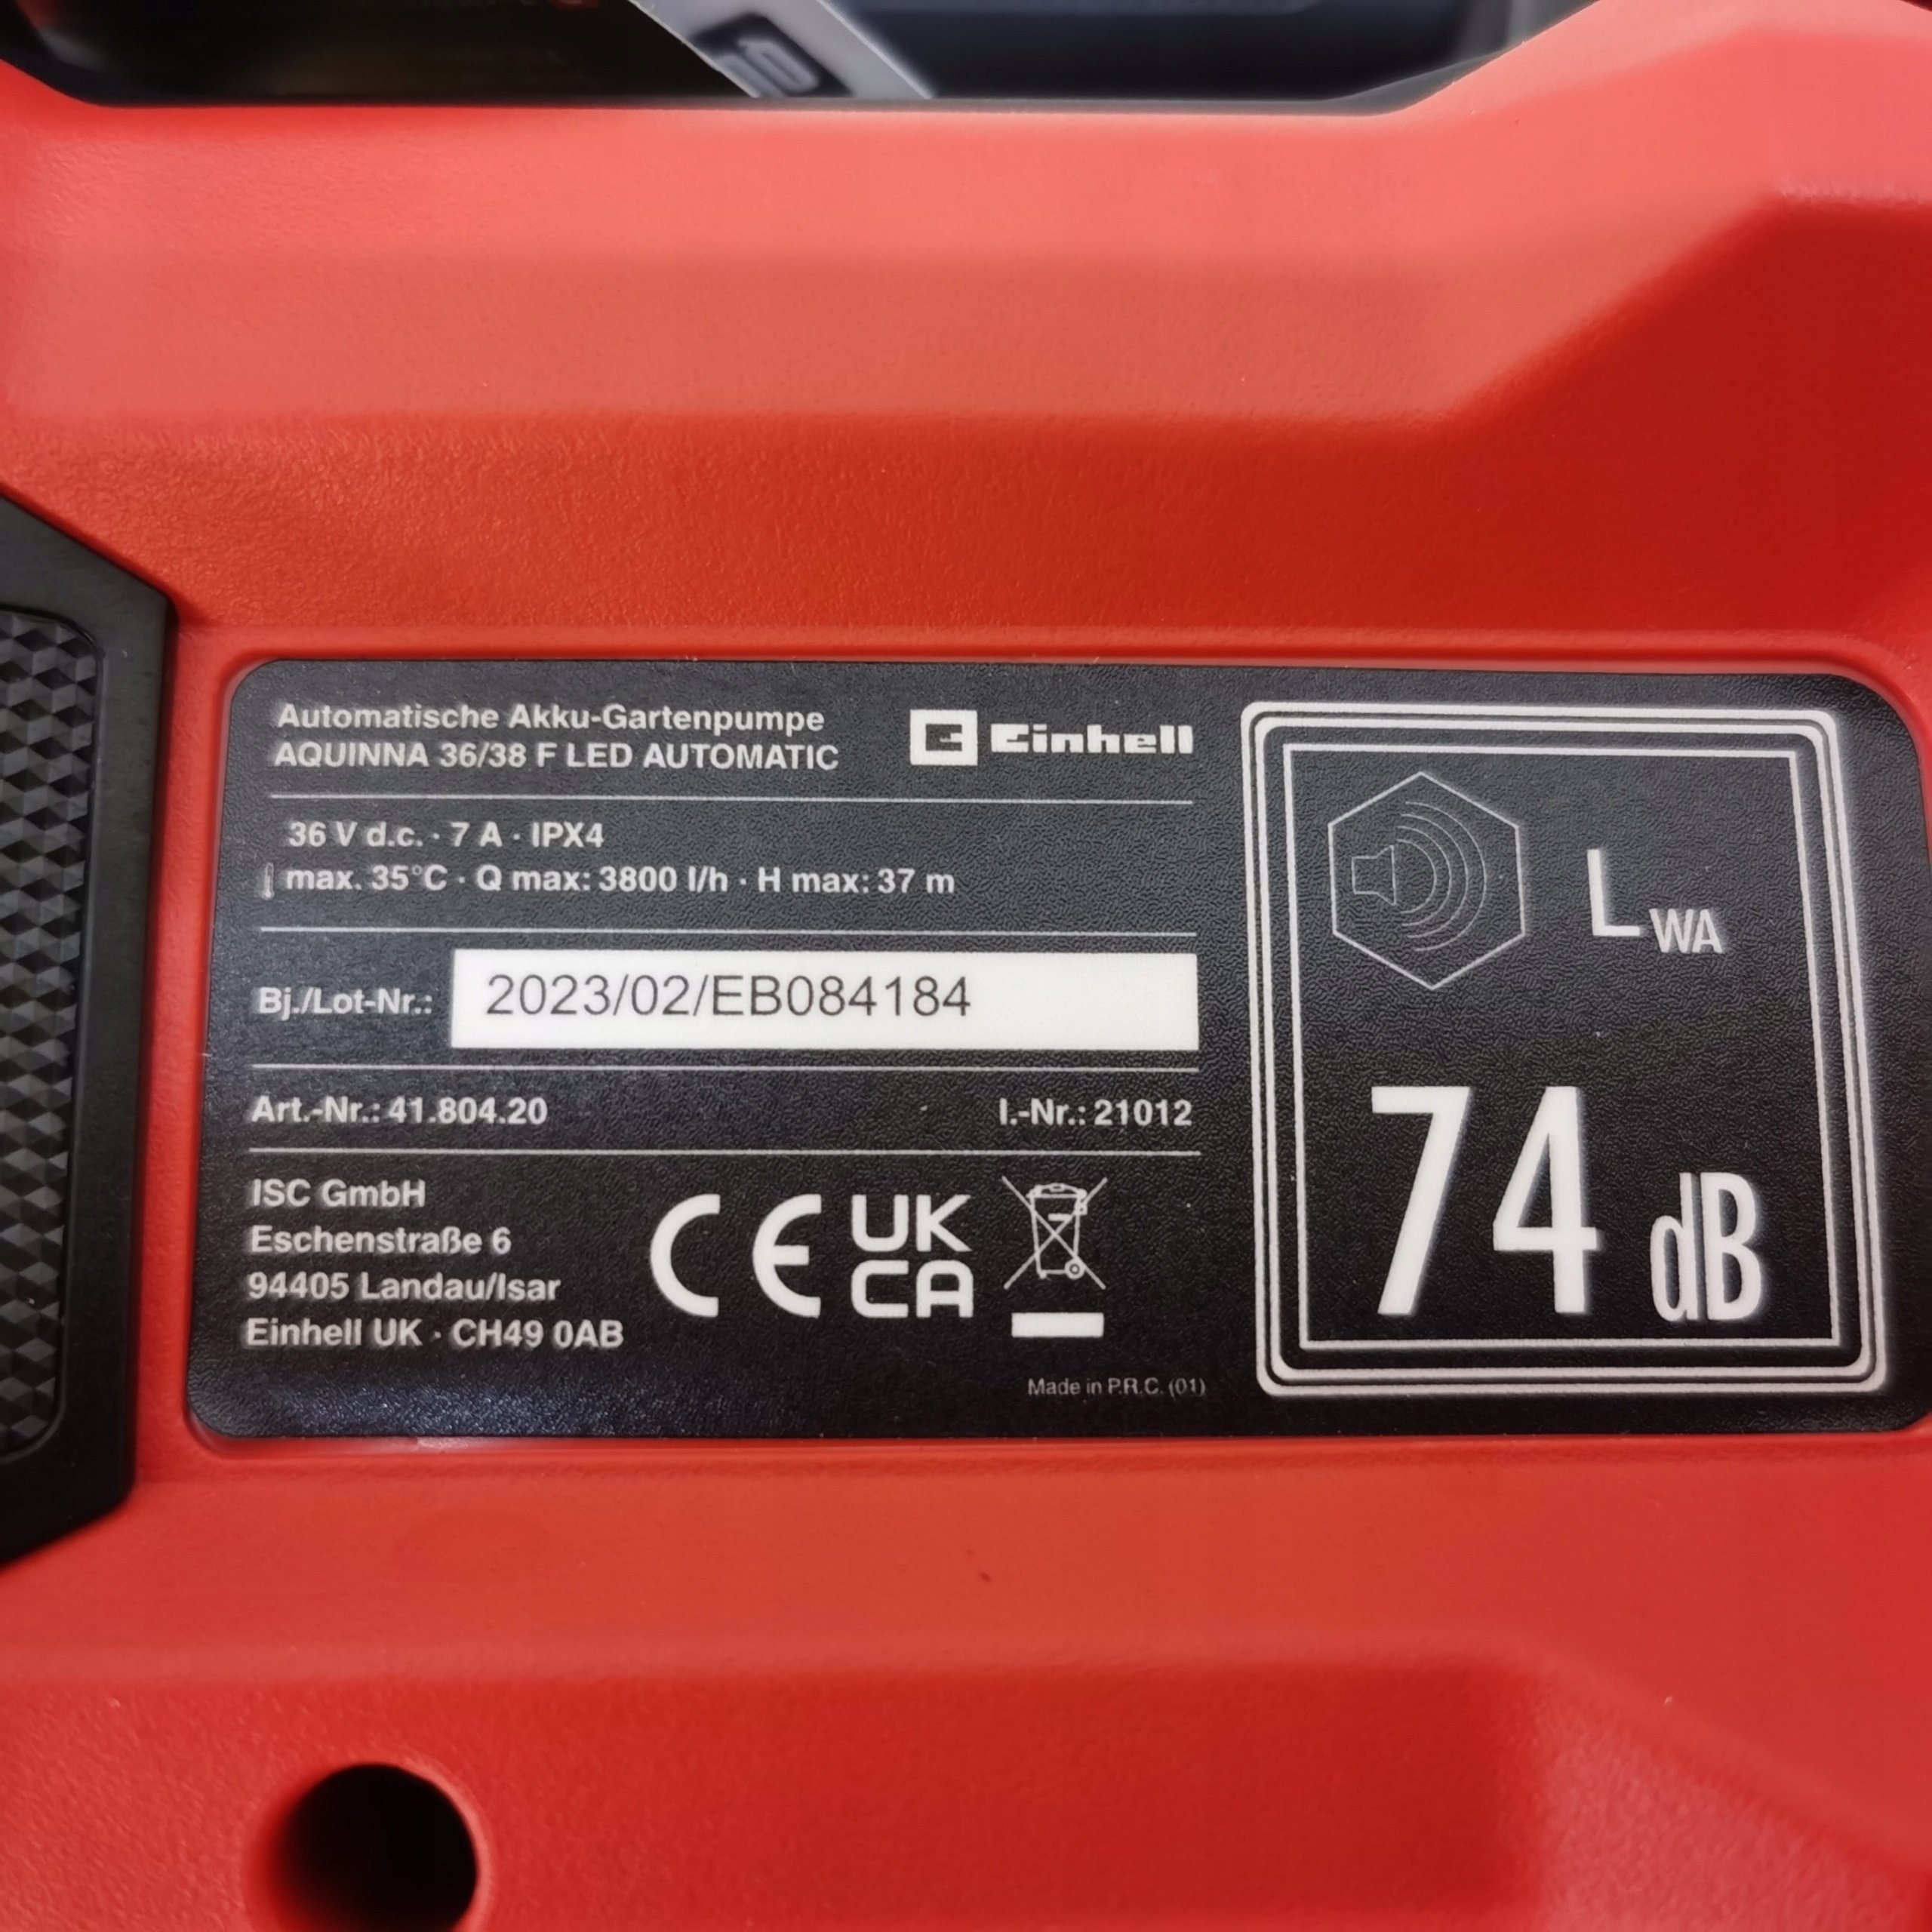 Automatische Akku-Gartenpumpe
AQUINNA 36/38 F LED AUTOMATIC
Einhell
36 V d.c. · 7 A · IPX4
max. 35°C · Q max: 3800 l/h · H max: 37 m
Bj./Lot-Nr.: 2023/02/EB084184
Art.-Nr.: 41.804.20 I.-Nr.: 21012
ISC GmbH
Eschenstraße 6
94405 Landau/Isar
Einhell UK · CH49 0AB
CE
UK
CA
Made in P.R.C. (01)
LWA
74 dB